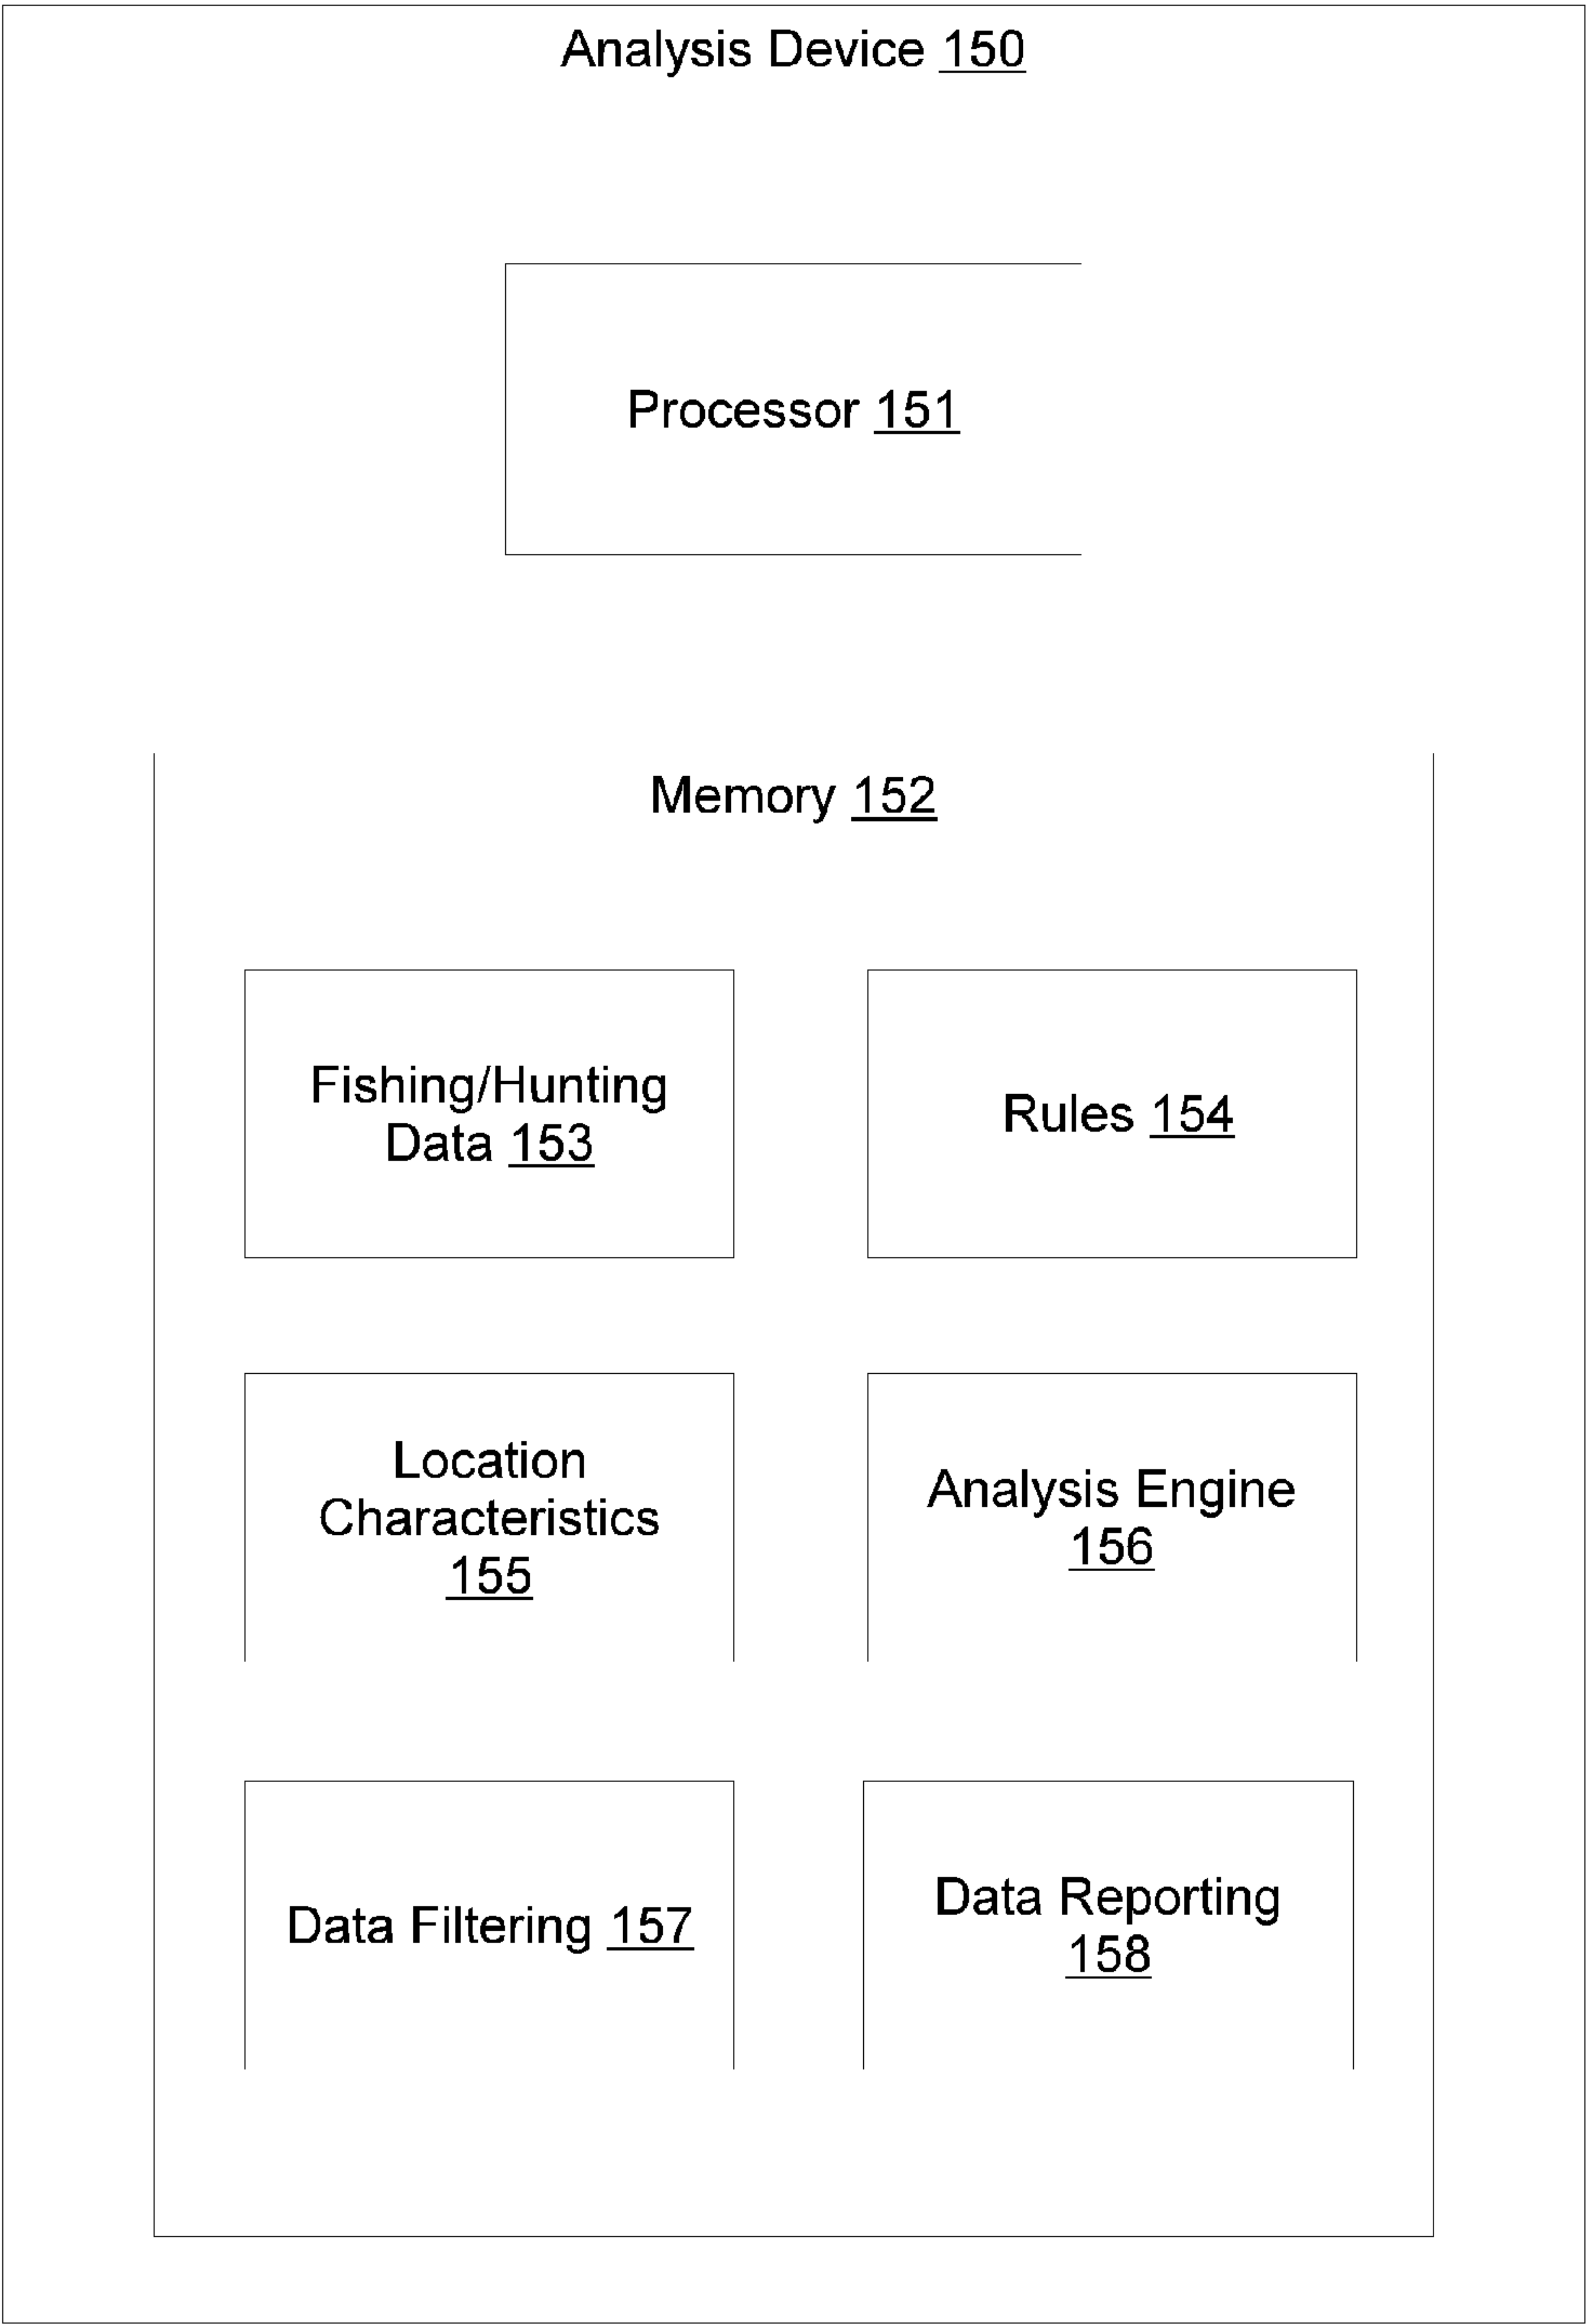 Analysis Device 150
Processor 151
Memory 152
Fishing/Hunting
Data 153
Rules 154
Location
Characteristics
155
Analysis Engine
156
Data Filtering 157
Data Reporting
158